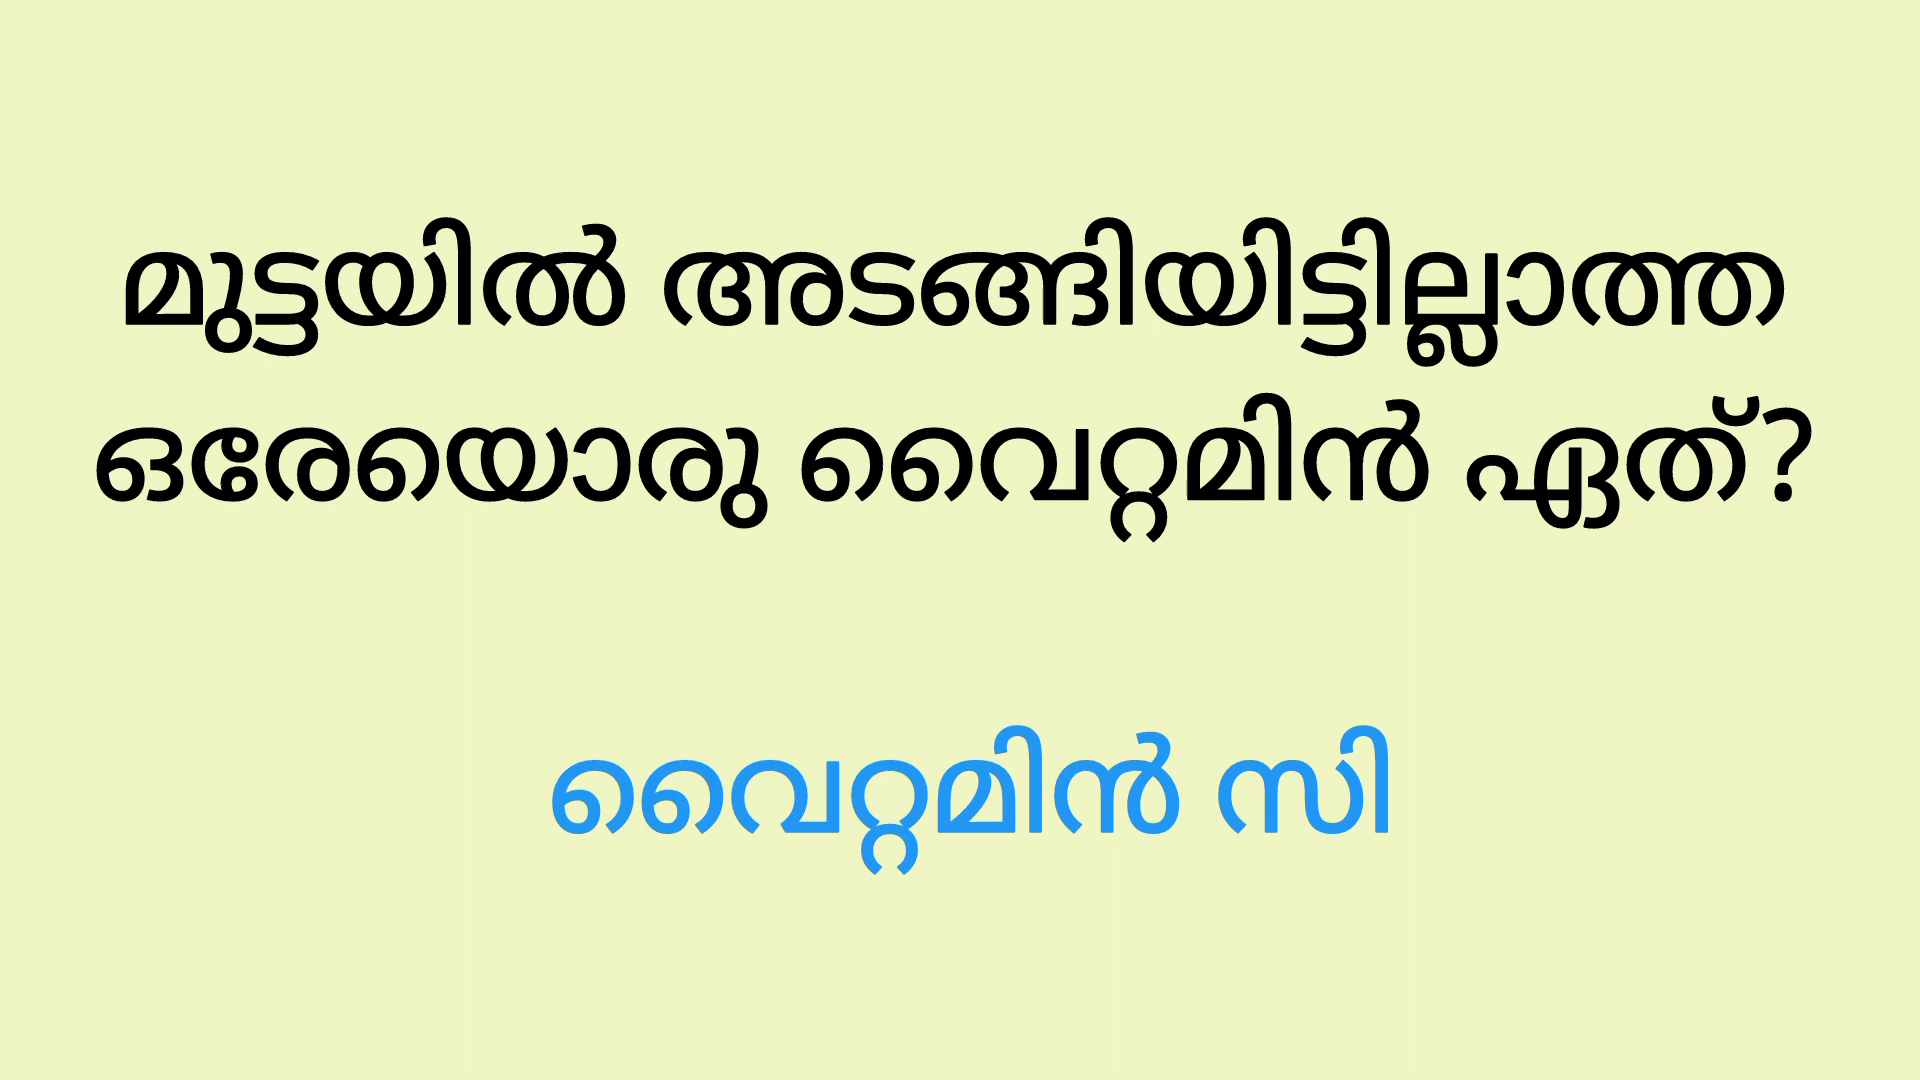 മുട്ടയിൽ അടങ്ങിയിട്ടില്ലാത്ത
ഒരേയൊരു വൈറ്റമിൻ ഏത്?
വൈറ്റമിൻ സി